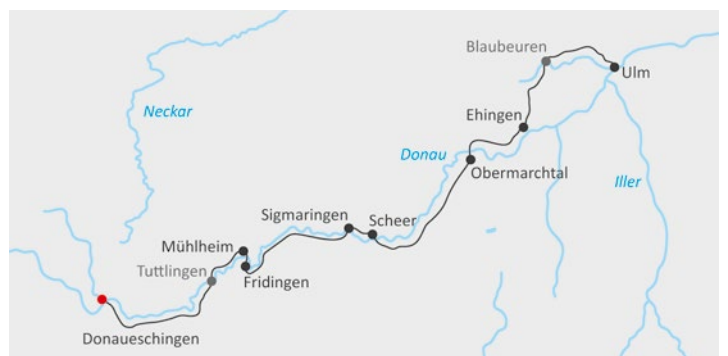 Blaubeuren
Ulm
Neckar
Ehingen
Donau
Obermarchtal
Iller
Sigmaringen
Scheer
Mühlheim
Tuttlingen
Fridingen
Donaueschingen